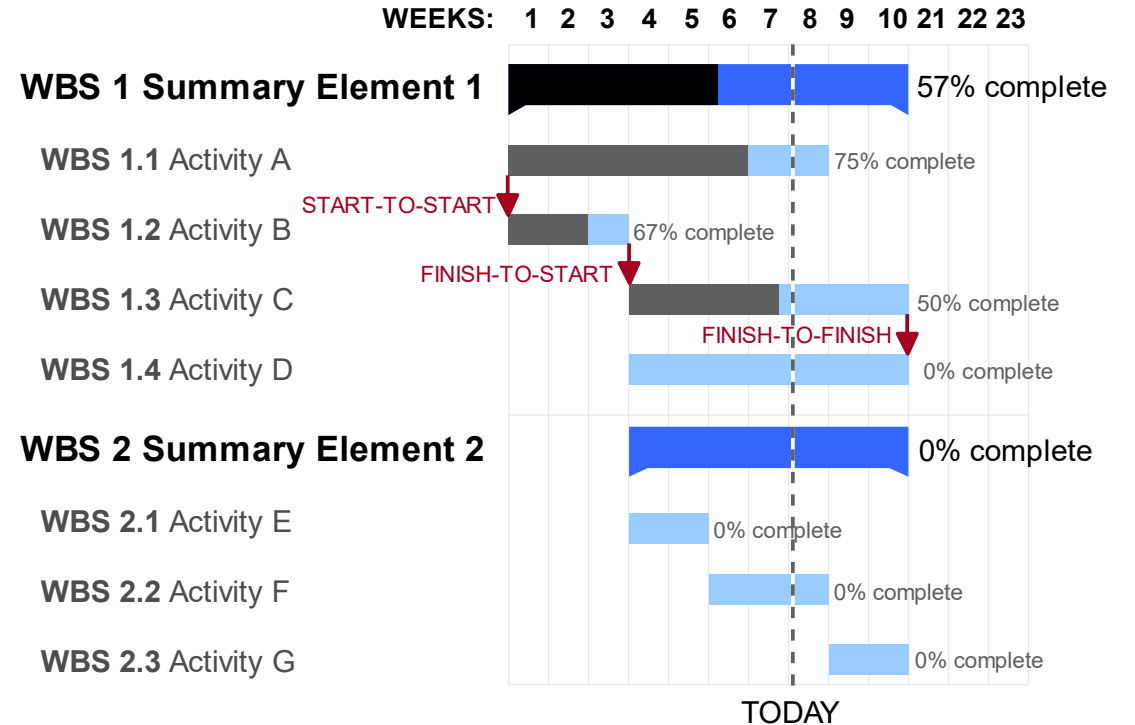 WEEKS: 1 2 3 4 5 6 7 8 9 10 21 22 23
WBS 1 Summary Element 1 57% complete
WBS 1.1 Activity A 75% complete
START-TO-START
WBS 1.2 Activity B 67% complete
FINISH-TO-START
WBS 1.3 Activity C 50% complete
FINISH-TO-FINISH
WBS 1.4 Activity D 0% complete
WBS 2 Summary Element 2 0% complete
WBS 2.1 Activity E 0% complete
WBS 2.2 Activity F 0% complete
WBS 2.3 Activity G 0% complete
TODAY